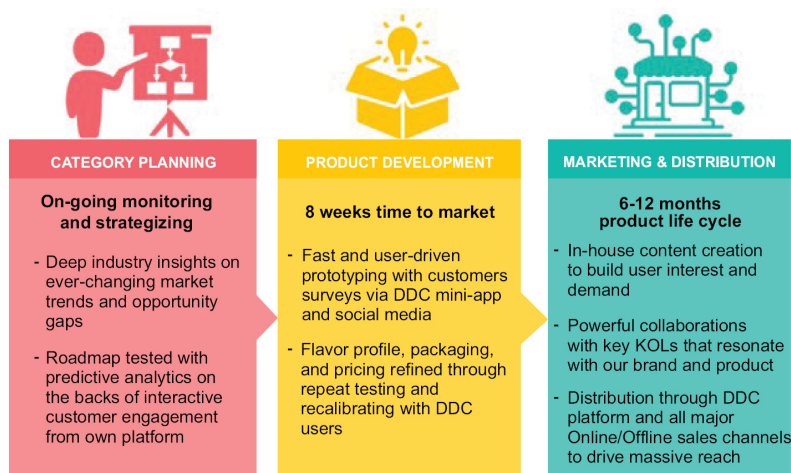 CATEGORY PLANNING
On-going monitoring
and strategizing
- Deep industry insights on
ever-changing market
trends and opportunity
gaps
- Roadmap tested with
predictive analytics on
the backs of interactive
customer engagement
from own platform
PRODUCT DEVELOPMENT
8 weeks time to market
- Fast and user-driven
prototyping with customers
surveys via DDC mini-app
and social media
- Flavor profile, packaging,
and pricing refined through
repeat testing and
recalibrating with DDC
users
MARKETING & DISTRIBUTION
6-12 months
product life cycle
- In-house content creation
to build user interest and
demand
- Powerful collaborations
with key KOLs that resonate
with our brand and product
- Distribution through DDC
platform and all major
Online/Offline sales channels
to drive massive reach